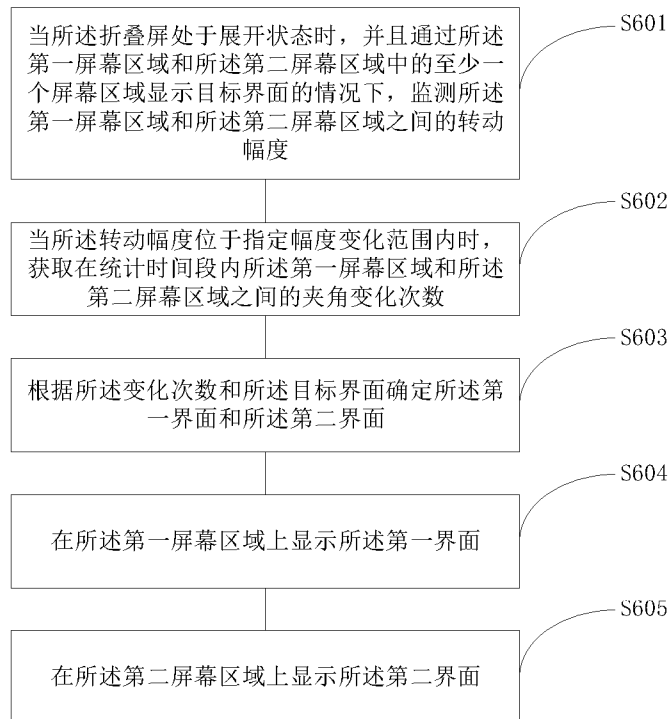 当所述折叠屏处于展开状态时，并且通过所述
第一屏幕区域和所述第二屏幕区域中的至少一
个屏幕区域显示目标界面的情况下，监测所述
第一屏幕区域和所述第二屏幕区域之间的转动
幅度
S601
当所述转动幅度位于指定幅度变化范围内时，
获取在统计时间段内所述第一屏幕区域和所述
第二屏幕区域之间的夹角变化次数
S602
根据所述变化次数和所述目标界面确定所述第
一界面和所述第二界面
S603
在所述第一屏幕区域上显示所述第一界面
S604
在所述第二屏幕区域上显示所述第二界面
S605